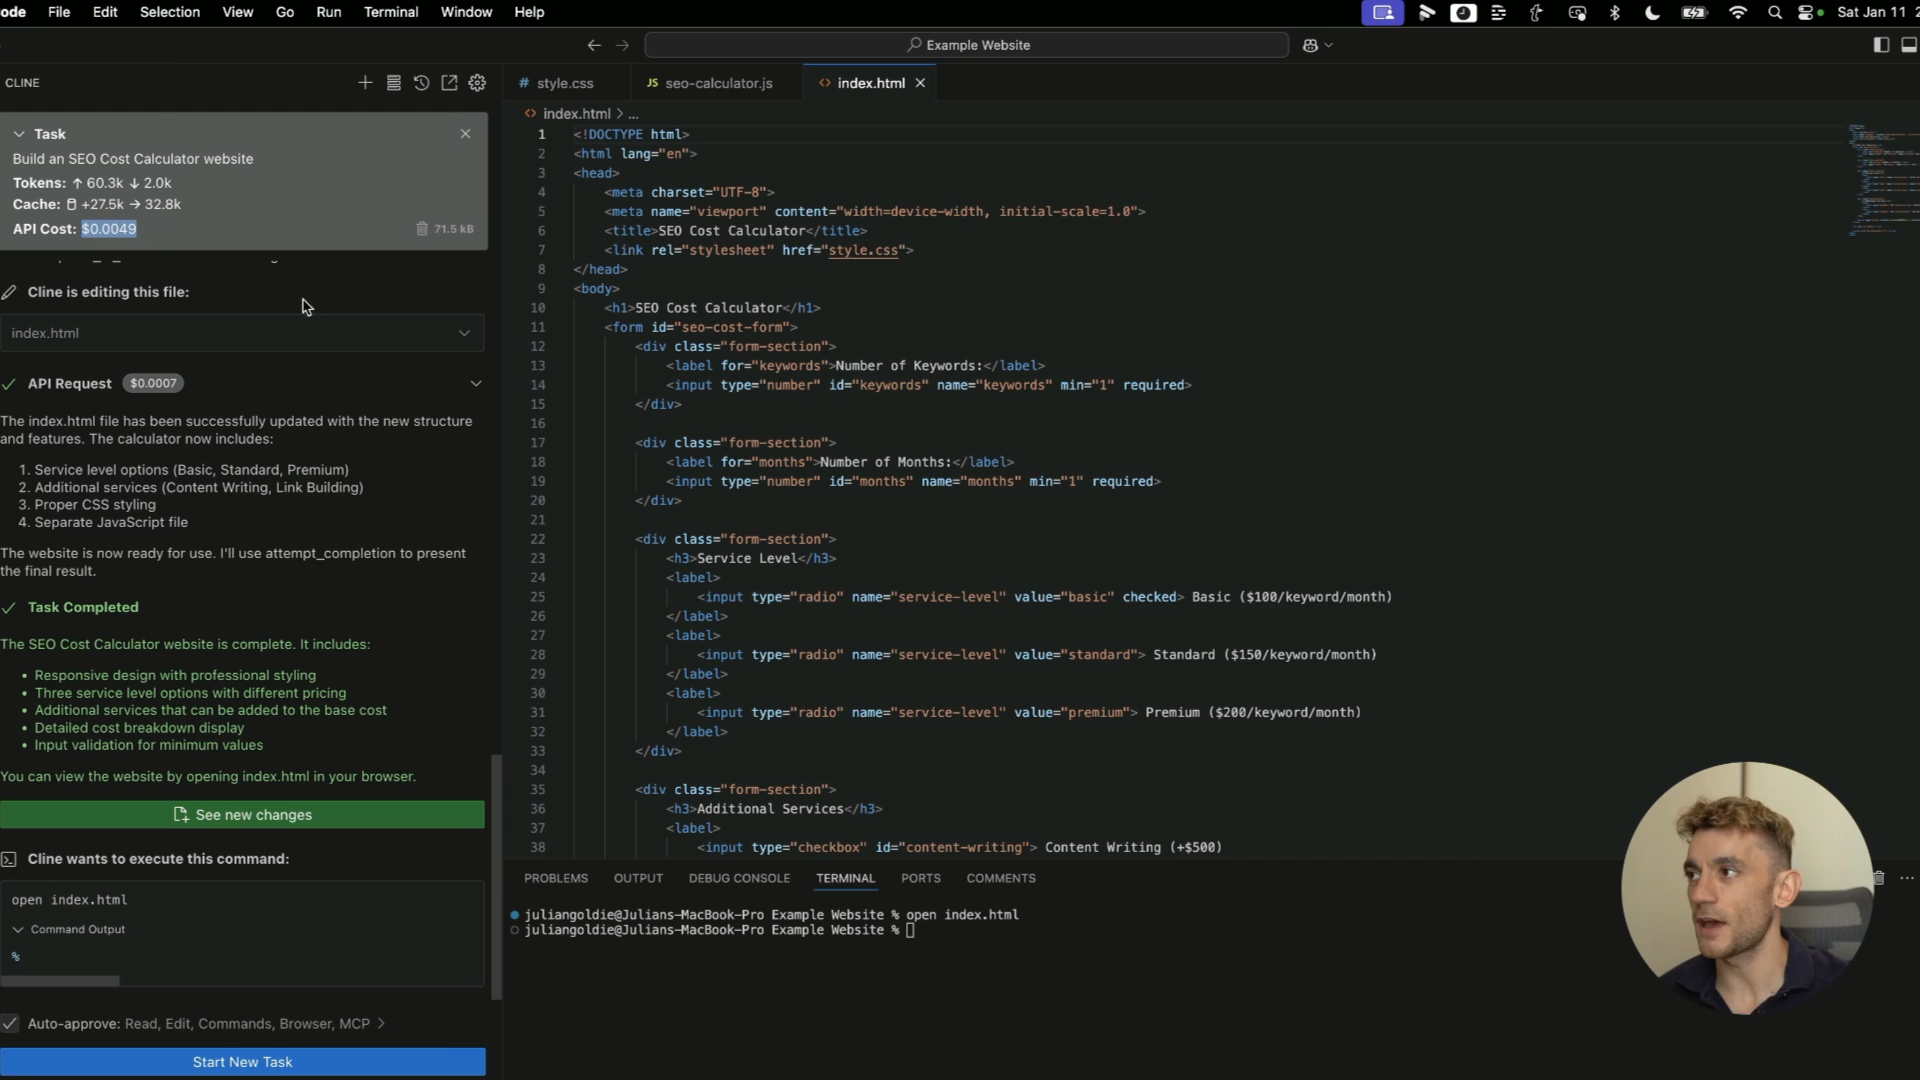 ode File Edit Selection View Go Run Terminal Window Help Sat Jan 11 2
Example Website
CLINE
# style.css JS seo-calculator.js <> index.html
<> index.html > ...
Task
Build an SEO Cost Calculator website
Tokens: ↑ 60.3k ↓ 2.0k
Cache: +27.5k → 32.8k
API Cost: $0.0049 71.5 kB
Cline is editing this file:
index.html
API Request $0.0007
The index.html file has been successfully updated with the new structure
and features. The calculator now includes:
1. Service level options (Basic, Standard, Premium)
2. Additional services (Content Writing, Link Building)
3. Proper CSS styling
4. Separate JavaScript file
The website is now ready for use. I'll use attempt_completion to present
the final result.
Task Completed
The SEO Cost Calculator website is complete. It includes:
• Responsive design with professional styling
• Three service level options with different pricing
• Additional services that can be added to the base cost
• Detailed cost breakdown display
• Input validation for minimum values
You can view the website by opening index.html in your browser.
See new changes
Cline wants to execute this command:
open index.html
Command Output
%
Auto-approve: Read, Edit, Commands, Browser, MCP >
Start New Task
1 <!DOCTYPE html>
2 <html lang="en">
3 <head>
4 <meta charset="UTF-8">
5 <meta name="viewport" content="width=device-width, initial-scale=1.0">
6 <title>SEO Cost Calculator</title>
7 <link rel="stylesheet" href="style.css">
8 </head>
9 <body>
10 <h1>SEO Cost Calculator</h1>
11 <form id="seo-cost-form">
12 <div class="form-section">
13 <label for="keywords">Number of Keywords:</label>
14 <input type="number" id="keywords" name="keywords" min="1" required>
15 </div>
16
17 <div class="form-section">
18 <label for="months">Number of Months:</label>
19 <input type="number" id="months" name="months" min="1" required>
20 </div>
21
22 <div class="form-section">
23 <h3>Service Level</h3>
24 <label>
25 <input type="radio" name="service-level" value="basic" checked> Basic ($100/keyword/month)
26 </label>
27 <label>
28 <input type="radio" name="service-level" value="standard"> Standard ($150/keyword/month)
29 </label>
30 <label>
31 <input type="radio" name="service-level" value="premium"> Premium ($200/keyword/month)
32 </label>
33 </div>
34
35 <div class="form-section">
36 <h3>Additional Services</h3>
37 <label>
38 <input type="checkbox" id="content-writing"> Content Writing (+$500)
PROBLEMS OUTPUT DEBUG CONSOLE TERMINAL PORTS COMMENTS
juliangoldie@Julians-MacBook-Pro Example Website % open index.html
juliangoldie@Julians-MacBook-Pro Example Website %